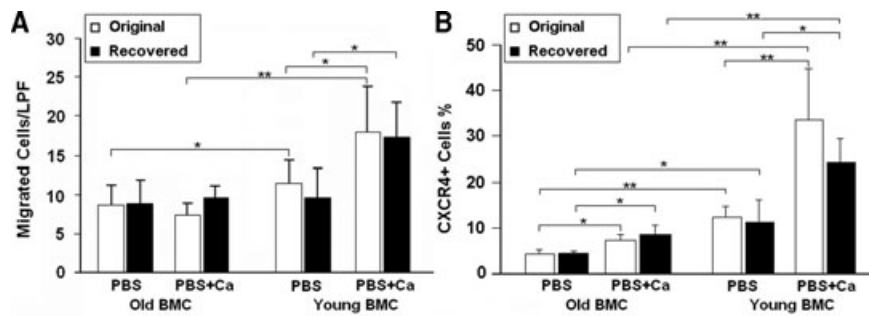 A
Original
Recovered
Migrated Cells/LPF
30
25
20
15
10
5
0
*
**
*
*
PBS
PBS+Ca
PBS
PBS+Ca
Old BMC
Young BMC
B
Original
Recovered
CXCR4+ Cells %
50
40
30
20
10
0
**
**
*
**
*
**
*
*
PBS
PBS+Ca
PBS
PBS+Ca
Old BMC
Young BMC